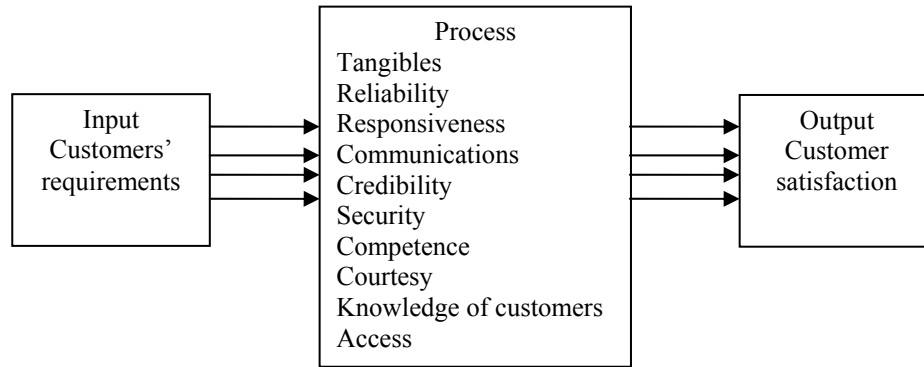 Input
Customers’
requirements
Process
Tangibles
Reliability
Responsiveness
Communications
Credibility
Security
Competence
Courtesy
Knowledge of customers
Access
Output
Customer
satisfaction